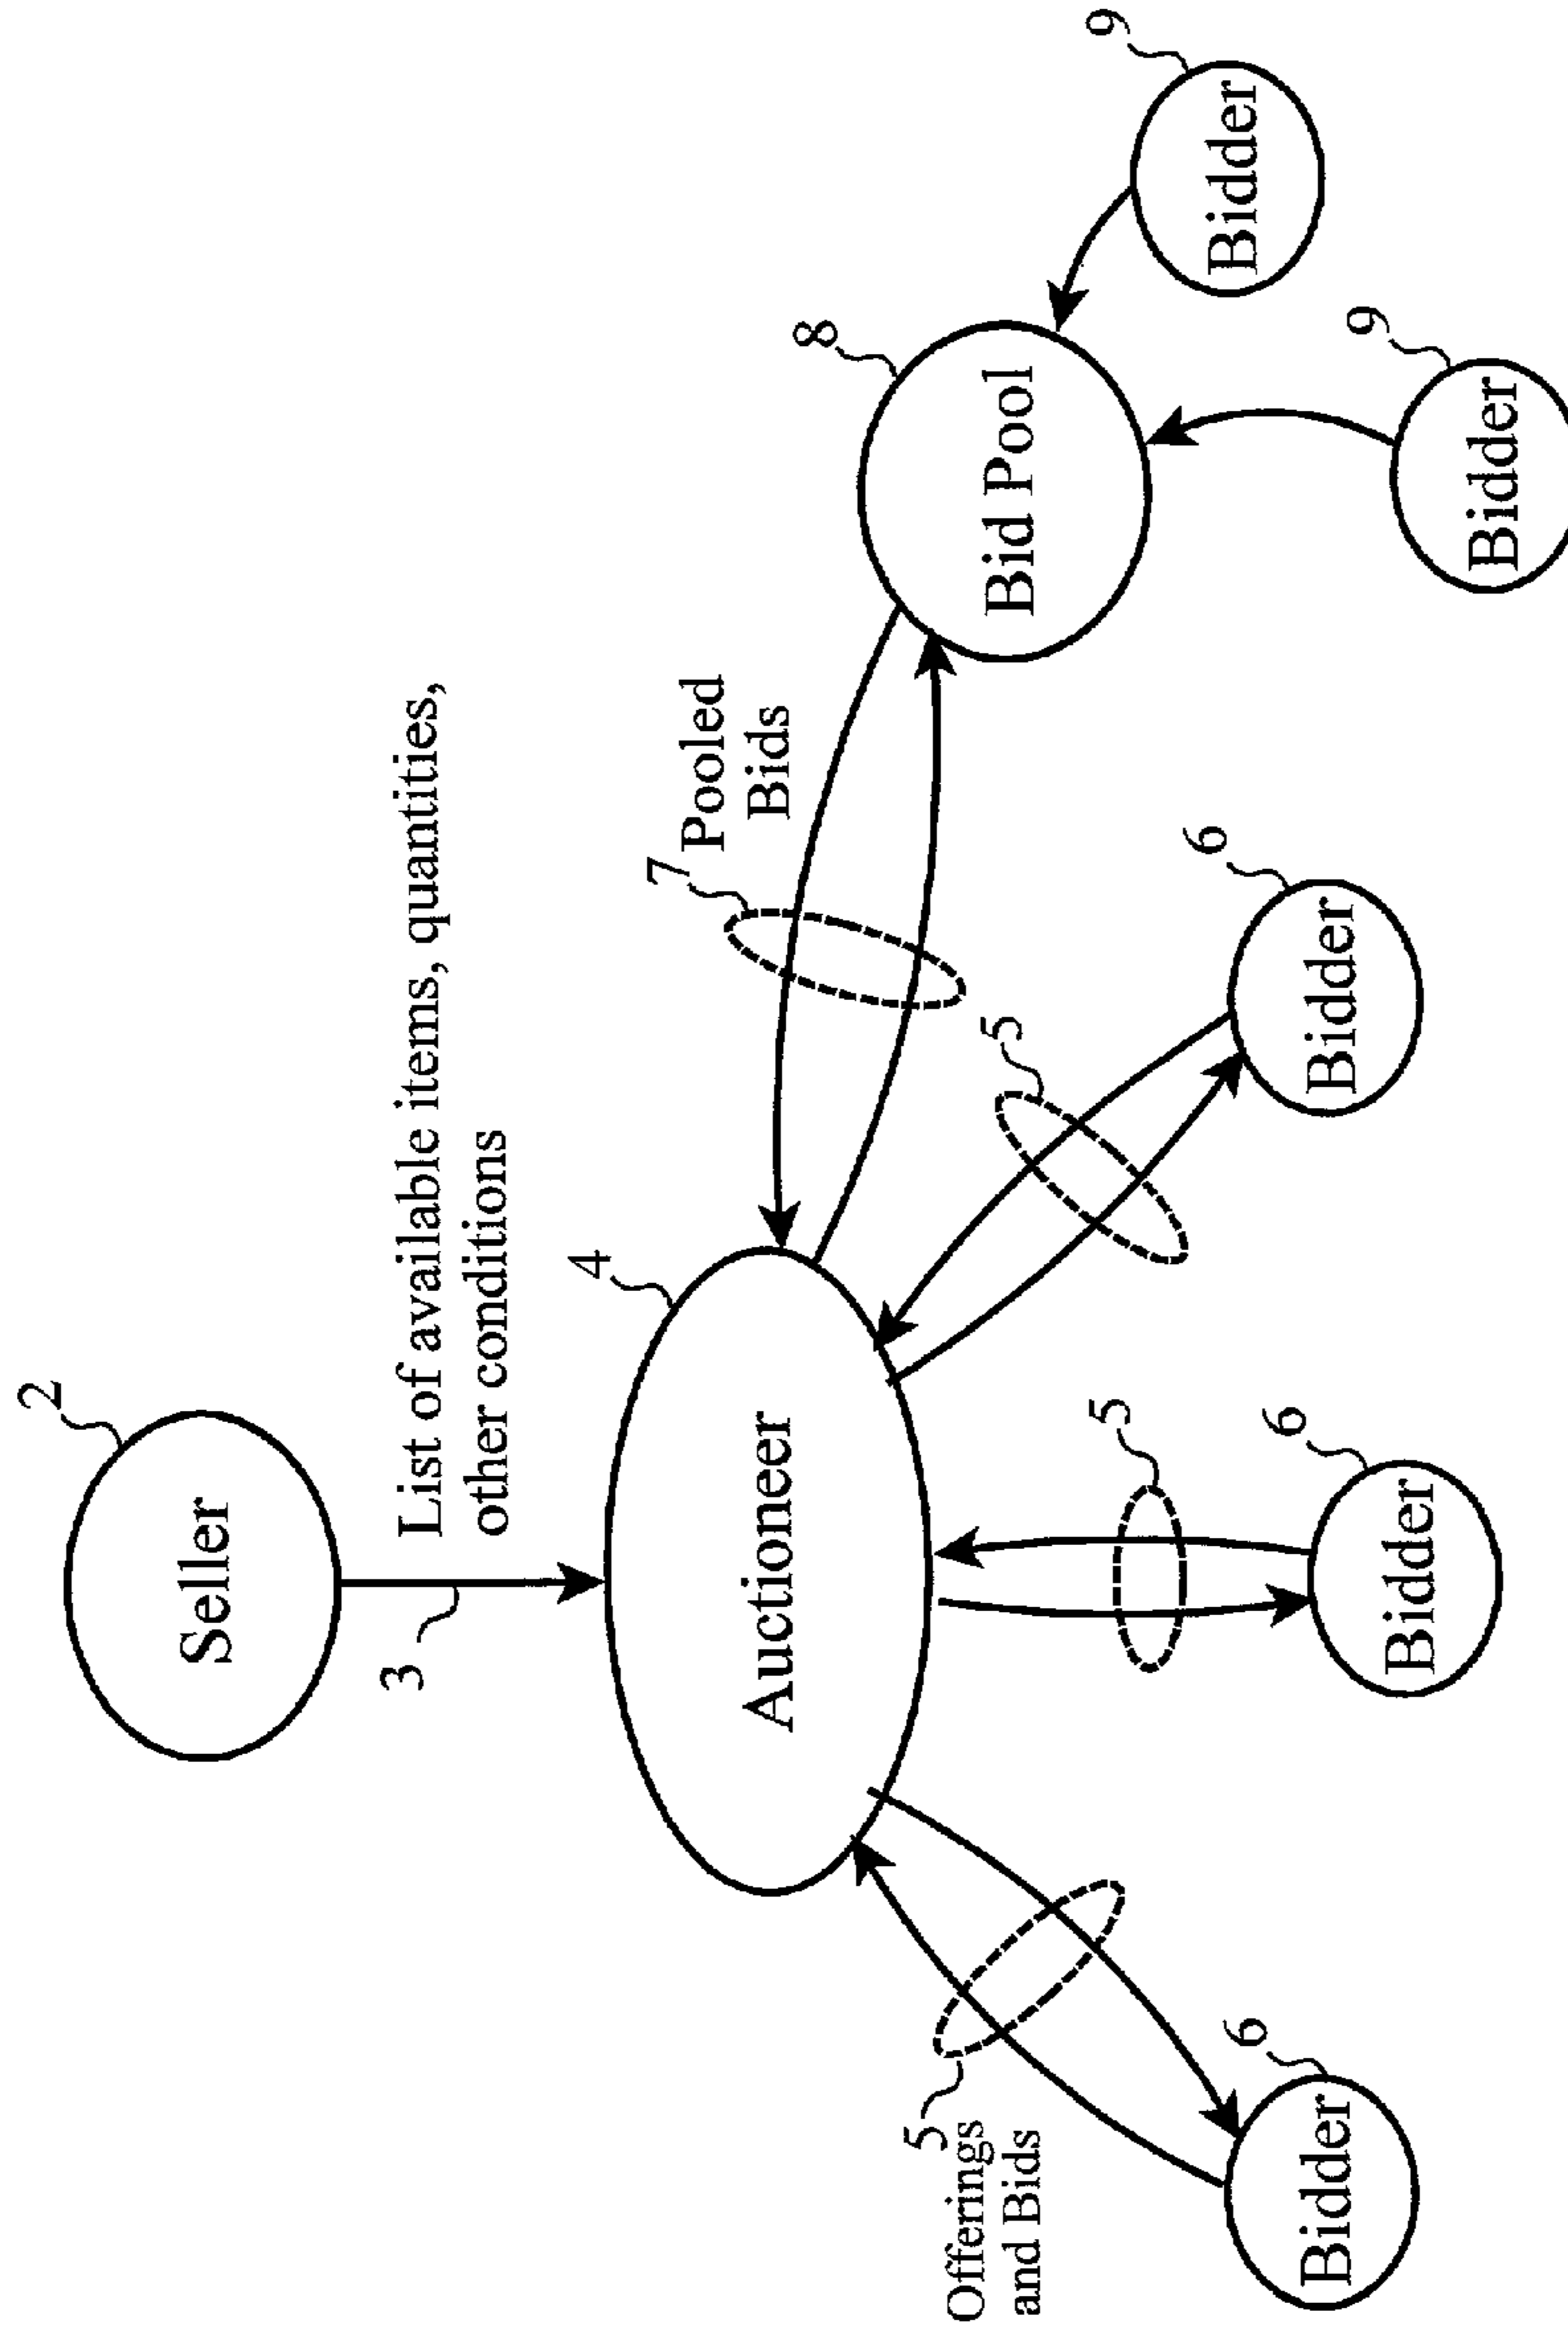 2
Seller
3
List of available items, quantities,
other conditions
4
Auctioneer
7
Pooled
Bids
8
Bid Pool
9
Bidder
9
Bidder
5
Offerings
and Bids
5
5
6
Bidder
6
Bidder
6
Bidder